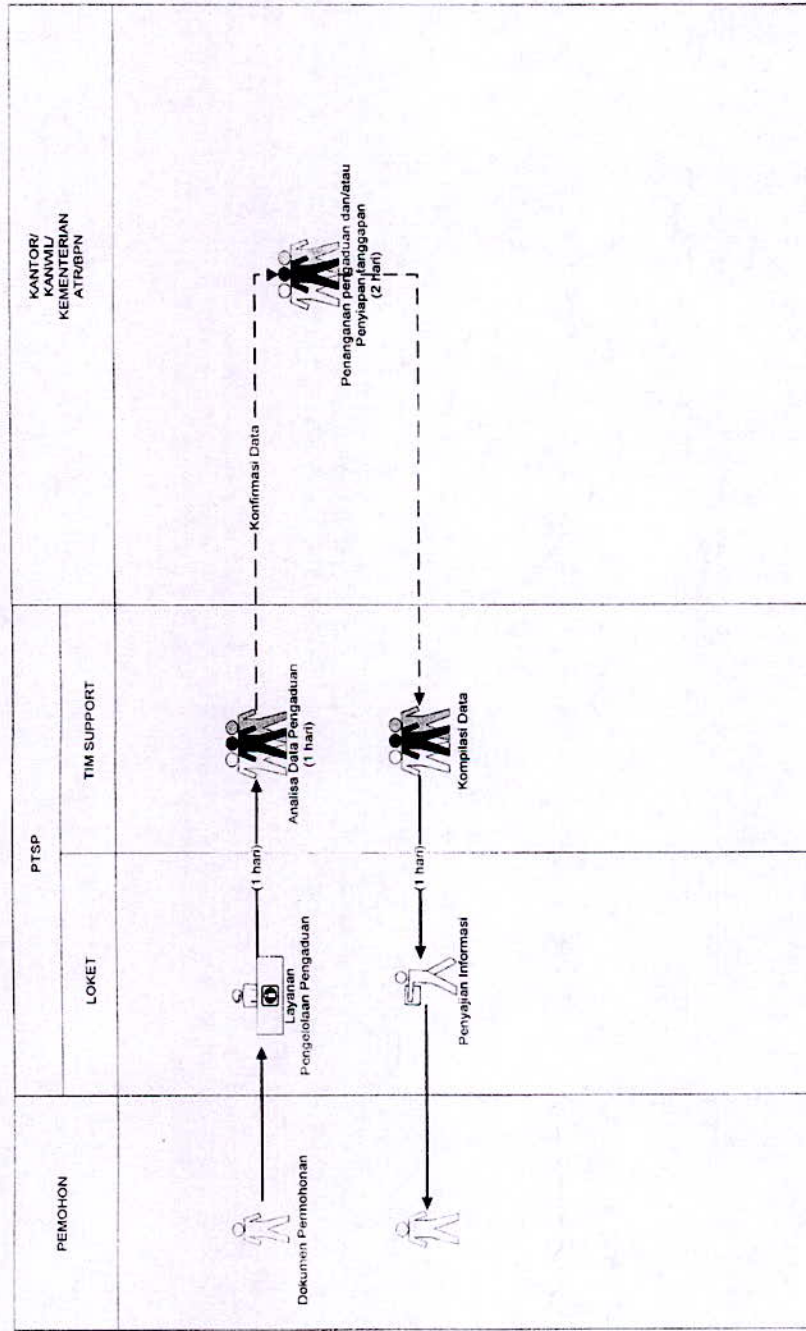 PEMOHON
PTSP
LOKET
TIM SUPPORT
KANTOR/
KANWIL/
KEMENTERIAN
ATR/BPN
Dokumen Permohonan
Layanan
Pengelolaan Pengaduan
(1 hari)
Analisa Data Pengaduan
(1 hari)
Konfirmasi Data
Penanganan pengaduan dan/atau
Penyiapan tanggapan
(2 hari)
Kompilasi Data
(1 hari)
Penyajian Informasi